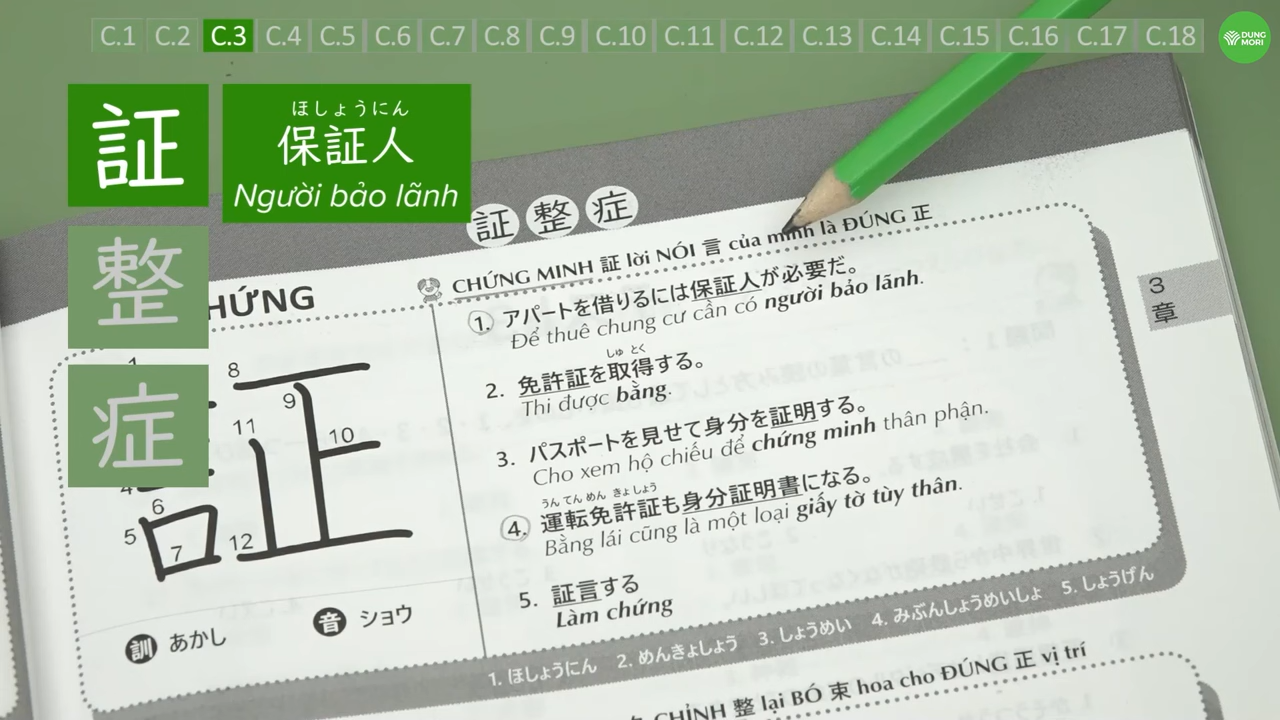 C.1 C.2 C.3 C.4 C.5 C.6 C.7 C.8 C.9 C.10 C.11 C.12 C.13 C.14 C.15 C.16 C.17 C.18
DUNG MORI
証
ほしょうにん
保証人
Người bảo lãnh
整
症
証 整 症
HỨNG
CHỨNG MINH 証 lời NÓI 言 của mình là ĐÚNG 正
1. アパートを借りるには保証人が必要だ。
Để thuê chung cư cần có người bảo lãnh.
しゅ とく
2. 免許証を取得する。
Thi được bằng.
3. パスポートを見せて身分を証明する。
Cho xem hộ chiếu để chứng minh thân phận.
うんてんめん きょしょう
4. 運転免許証も身分証明書になる。
Bằng lái cũng là một loại giấy tờ tùy thân.
5. 証言する
Làm chứng
8
9
10
11
12
5
6
7
訓 あかし
音 ショウ
1. ほしょうにん 2. めんきょしょう 3. しょうめい 4. みぶんしょうめいしょ 5. しょうげん
CHỈNH 整 lại BÓ 束 hoa cho ĐÚNG 正 vị trí
3
章